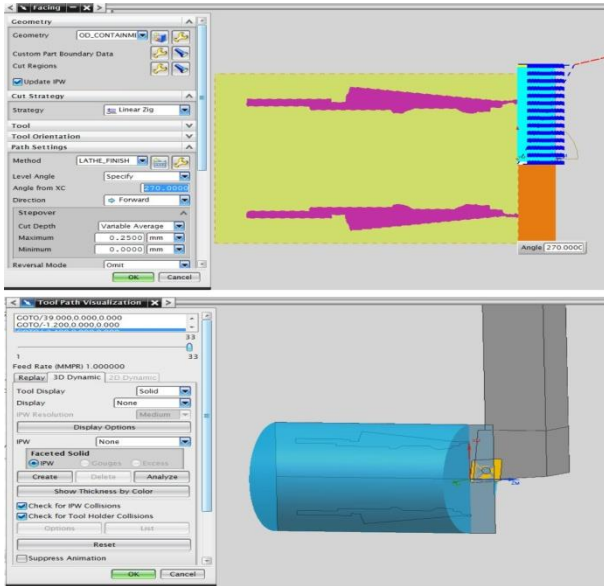 Facing
Geometry
Geometry OD_CONTAINMI
Custom Part Boundary Data
Cut Regions
Update IPW
Cut Strategy
Strategy Linear Zig
Tool
Tool Orientation
Path Settings
Method LATHE_FINISH
Level Angle Specify
Angle from XC 270.0000
Direction Forward
Stepover
Cut Depth Variable Average
Maximum 0.2500 mm
Minimum 0.0000 mm
Reversal Mode Omit
OK Cancel
Angle 270.000C
Tool Path Visualization
GOTO/39.000,0.000,0.000
GOTO/-1.200,0.000,0.000
33
1 33
Feed Rate (MMPR) 1.000000
Replay 3D Dynamic 2D Dynamic
Tool Display Solid
Display None
IPW Resolution Medium
Display Options
IPW None
Faceted Solid
IPW Gouges Excess
Create Delete Analyze
Show Thickness by Color
Check for IPW Collisions
Check for Tool Holder Collisions
Options List
Reset
Suppress Animation
OK Cancel